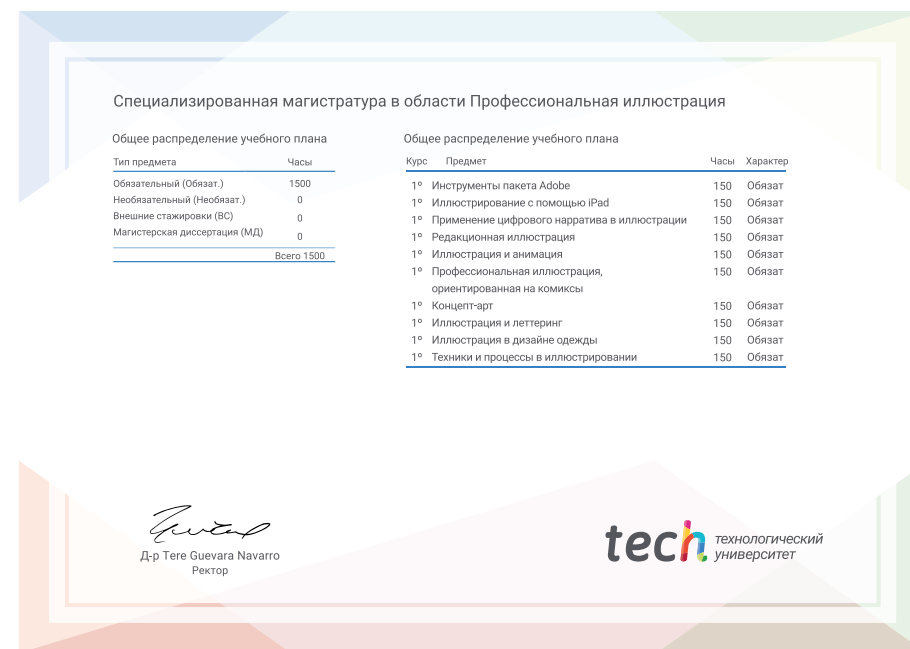 Специализированная магистратура в области Профессиональная иллюстрация
Общее распределение учебного плана
Тип предмета Часы
Обязательный (Обязат.) 1500
Необязательный (Необязат.) 0
Внешние стажировки (ВС) 0
Магистерская диссертация (МД) 0
Всего 1500
Общее распределение учебного плана
Курс Предмет Часы Характер
1º Инструменты пакета Adobe 150 Обязат
1º Иллюстрирование с помощью iPad 150 Обязат
1º Применение цифрового нарратива в иллюстрации 150 Обязат
1º Редакционная иллюстрация 150 Обязат
1º Иллюстрация и анимация 150 Обязат
1º Профессиональная иллюстрация, 150 Обязат
ориентированная на комиксы
1º Концепт-арт 150 Обязат
1º Иллюстрация и леттеринг 150 Обязат
1º Иллюстрация в дизайне одежды 150 Обязат
1º Техники и процессы в иллюстрировании 150 Обязат
Д-р Tere Guevara Navarro
Ректор
tech технологический
университет